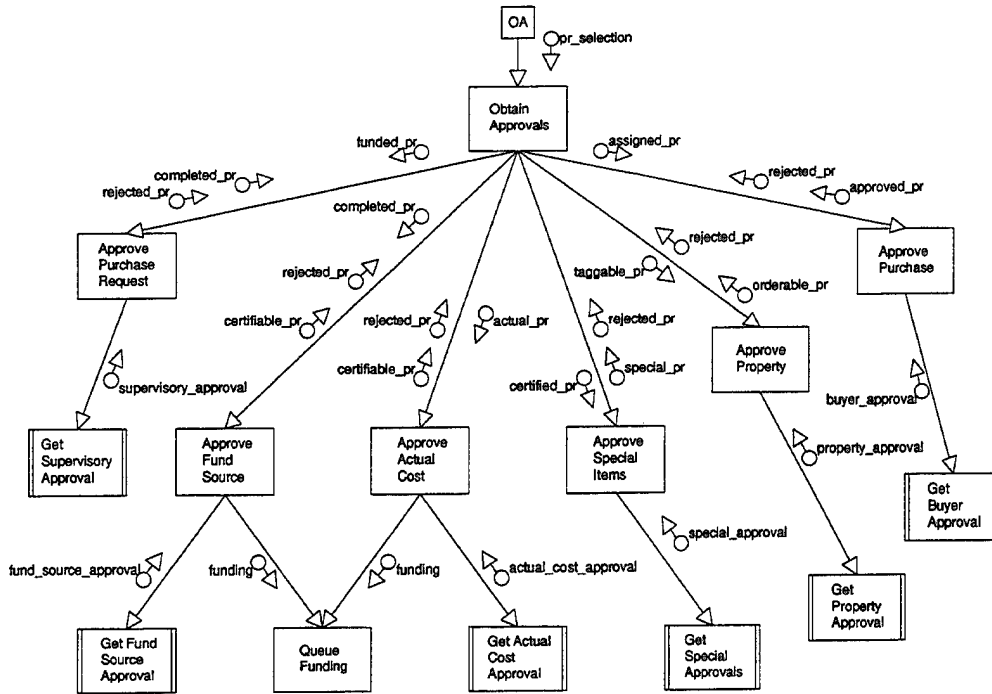 OA
pr_selection
Obtain
Approvals
funded_pr
assigned_pr
completed_pr
rejected_pr
rejected_pr
approved_pr
completed_pr
Approve
Purchase
Request
rejected_pr
Approve
Purchase
rejected_pr
taggable_pr
orderable_pr
certifiable_pr
rejected_pr
actual_pr
rejected_pr
Approve
Property
certifiable_pr
special_pr
certified_pr
supervisory_approval
buyer_approval
Get
Supervisory
Approval
Approve
Fund
Source
Approve
Actual
Cost
Approve
Special
Items
property_approval
Get
Buyer
Approval
special_approval
fund_source_approval
funding
funding
actual_cost_approval
Get
Property
Approval
Get Fund
Source
Approval
Queue
Funding
Get Actual
Cost
Approval
Get
Special
Approvals